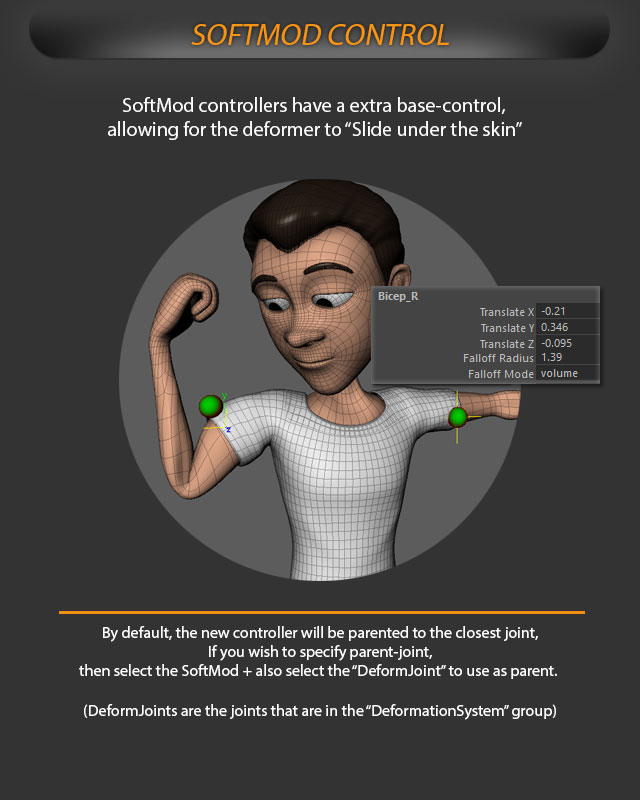 SOFTMOD CONTROL
SoftMod controllers have a extra base-control,
allowing for the deformer to “Slide under the skin”
Bicep_R
Translate X -0.21
Translate Y 0.346
Translate Z -0.095
Falloff Radius 1.39
Falloff Mode volume
y
z
By default, the new controller will be parented to the closest joint,
If you wish to specify parent-joint,
then select the SoftMod + also select the “DeformJoint” to use as parent.
(DeformJoints are the joints that are in the “DeformationSystem” group)